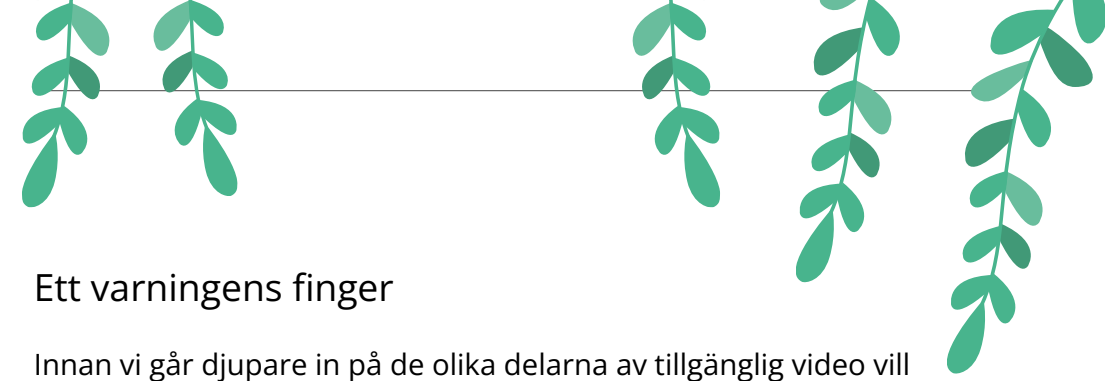 Ett varningens finger
Innan vi går djupare in på de olika delarna av tillgänglig video vill